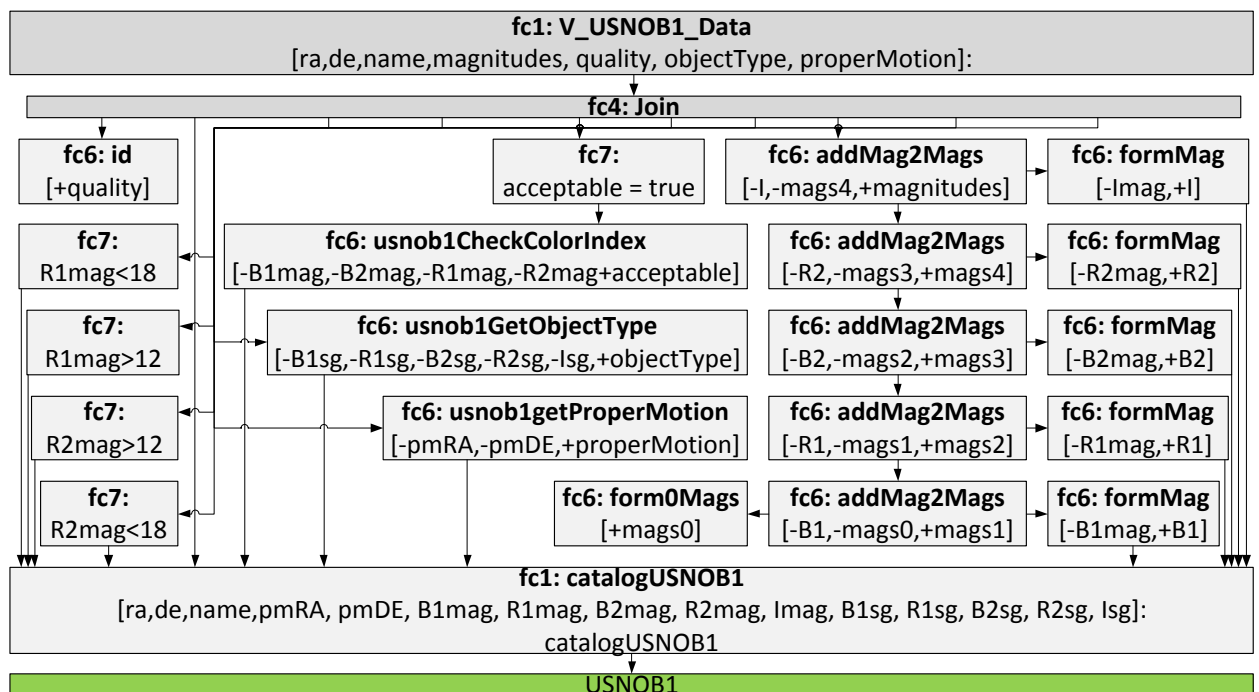 fc1: V_USNOB1_Data
[ra,de,name,magnitudes, quality, objectType, properMotion]:
fc4: Join
fc6: id
[+quality]
fc7:
acceptable = true
fc6: addMag2Mags
[-I,-mags4,+magnitudes]
fc6: formMag
[-Imag,+I]
fc7:
R1mag<18
fc6: usnob1CheckColorIndex
[-B1mag,-B2mag,-R1mag,-R2mag+acceptable]
fc6: addMag2Mags
[-R2,-mags3,+mags4]
fc6: formMag
[-R2mag,+R2]
fc7:
R1mag>12
fc6: usnob1GetObjectType
[-B1sg,-R1sg,-B2sg,-R2sg,-Isg,+objectType]
fc6: addMag2Mags
[-B2,-mags2,+mags3]
fc6: formMag
[-B2mag,+B2]
fc7:
R2mag>12
fc6: usnob1getProperMotion
[-pmRA,-pmDE,+properMotion]
fc6: addMag2Mags
[-R1,-mags1,+mags2]
fc6: formMag
[-R1mag,+R1]
fc7:
R2mag<18
fc6: form0Mags
[+mags0]
fc6: addMag2Mags
[-B1,-mags0,+mags1]
fc6: formMag
[-B1mag,+B1]
fc1: catalogUSNOB1
[ra,de,name,pmRA, pmDE, B1mag, R1mag, B2mag, R2mag, Imag, B1sg, R1sg, B2sg, R2sg, Isg]:
catalogUSNOB1
USNOB1